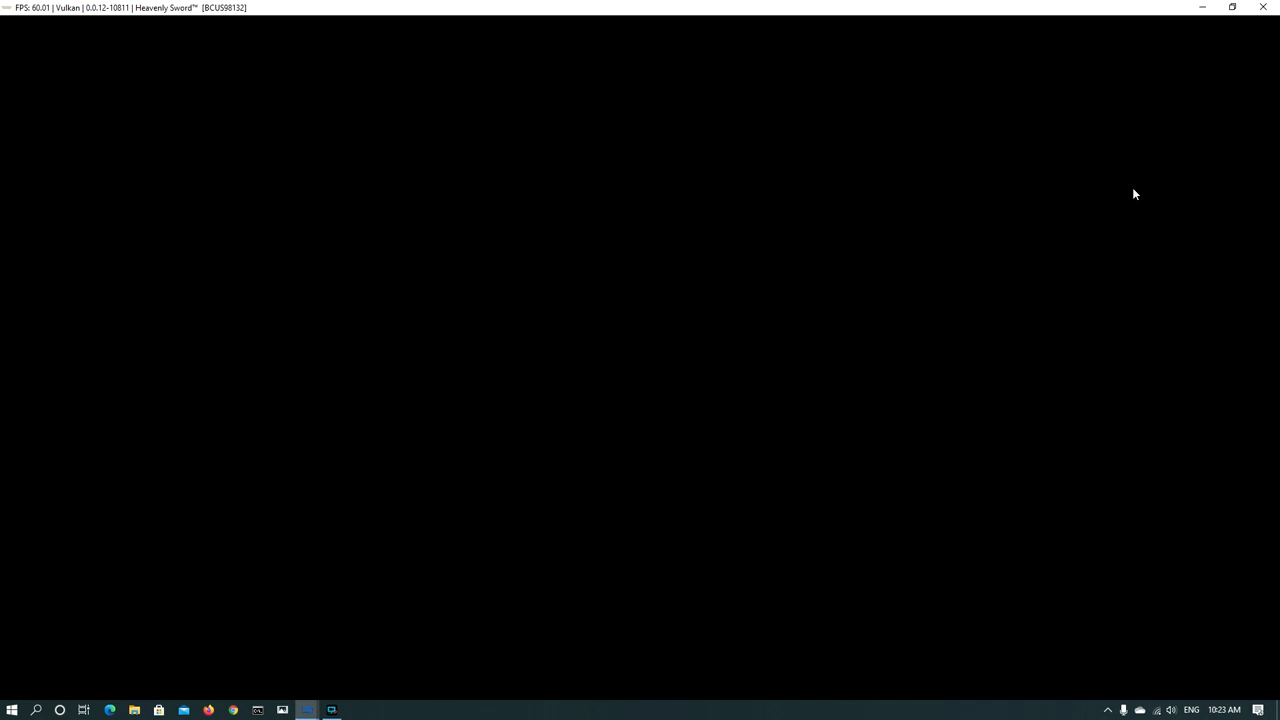 FPS: 60.01 | Vulkan | 0.0.12-10811 | Heavenly Sword™ [BCUS98132]
ENG
10:23 AM